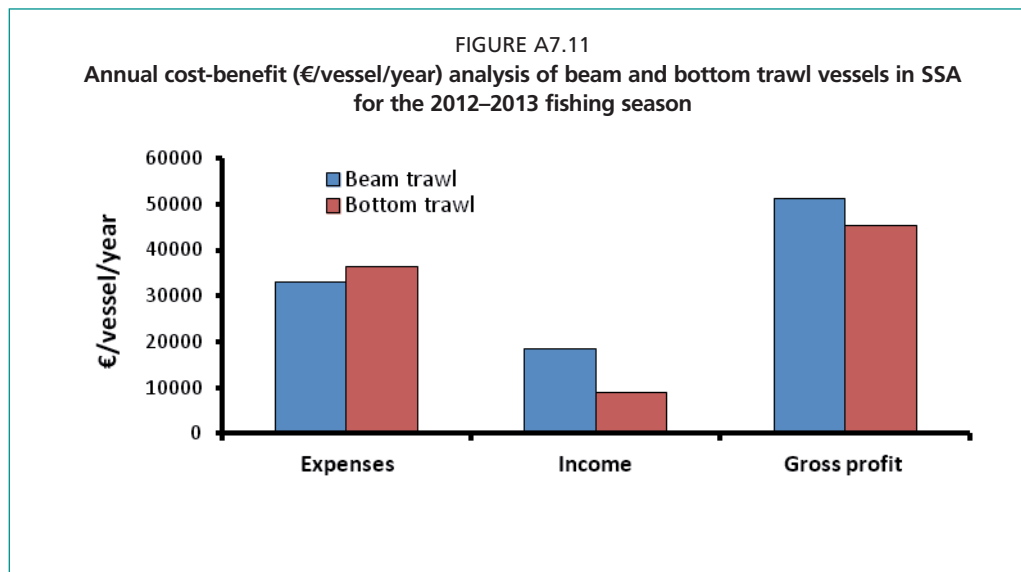 FIGURE A7.11
Annual cost-benefit (€/vessel/year) analysis of beam and bottom trawl vessels in SSA
for the 2012–2013 fishing season
60000
50000
40000
30000
20000
10000
0
€/vessel/year
Beam trawl
Bottom trawl
Expenses
Income
Gross profit